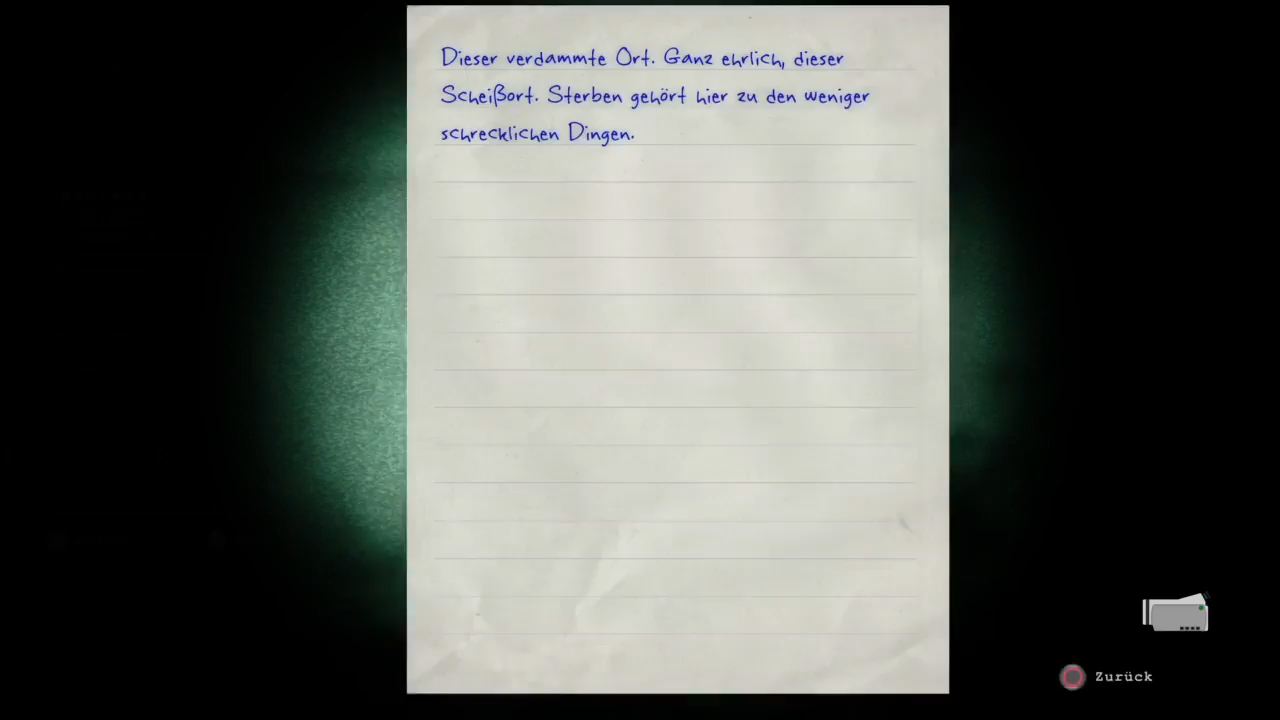 Dieser verdammte Ort. Ganz ehrlich, dieser
Scheißort. Sterben gehört hier zu den weniger
schrecklichen Dingen.
Zurück